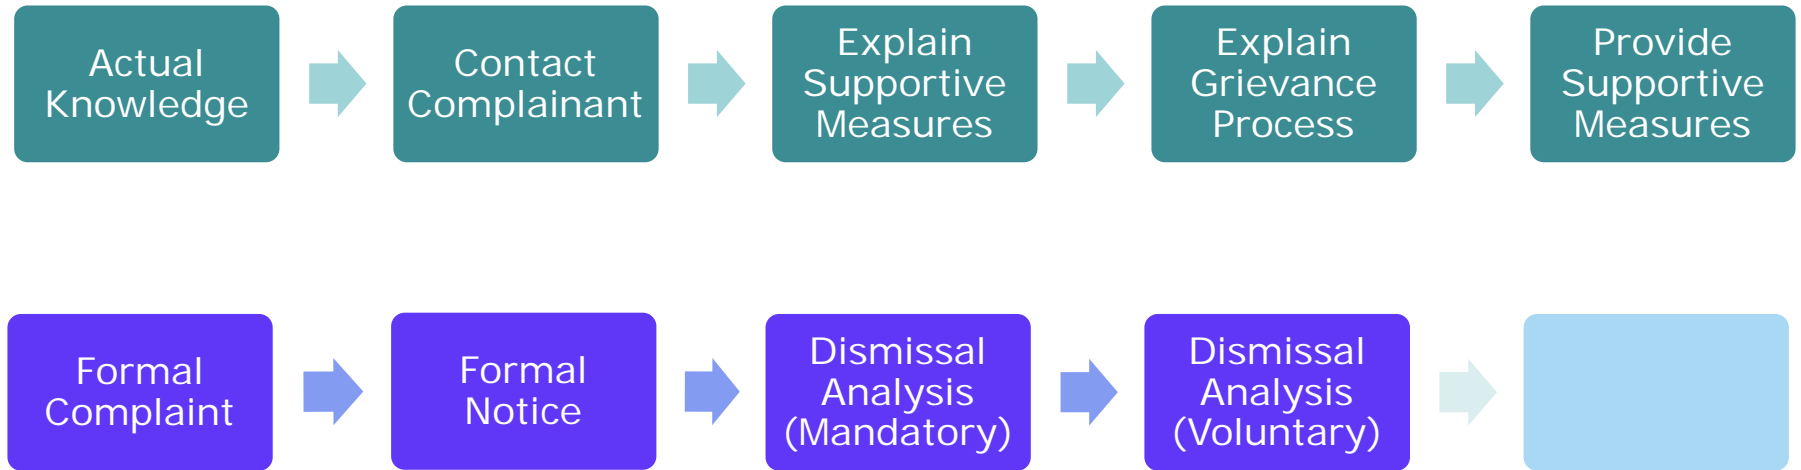 Actual
Knowledge
Contact
Complainant
Explain
Supportive
Measures
Explain
Grievance
Process
Provide
Supportive
Measures
Formal
Complaint
Formal
Notice
Dismissal
Analysis
(Mandatory)
Dismissal
Analysis
(Voluntary)